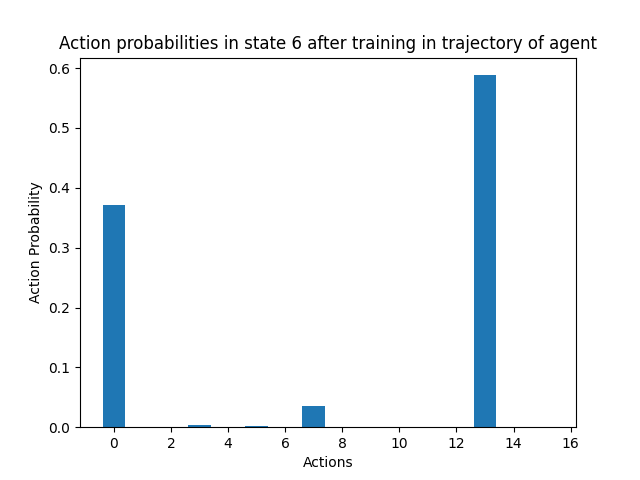 Action probabilities in state 6 after training in trajectory of agent
0.6
0.5
0.4
0.3
0.2
0.1
0.0
Action Probability
0 2 4 6 8 10 12 14 16
Actions